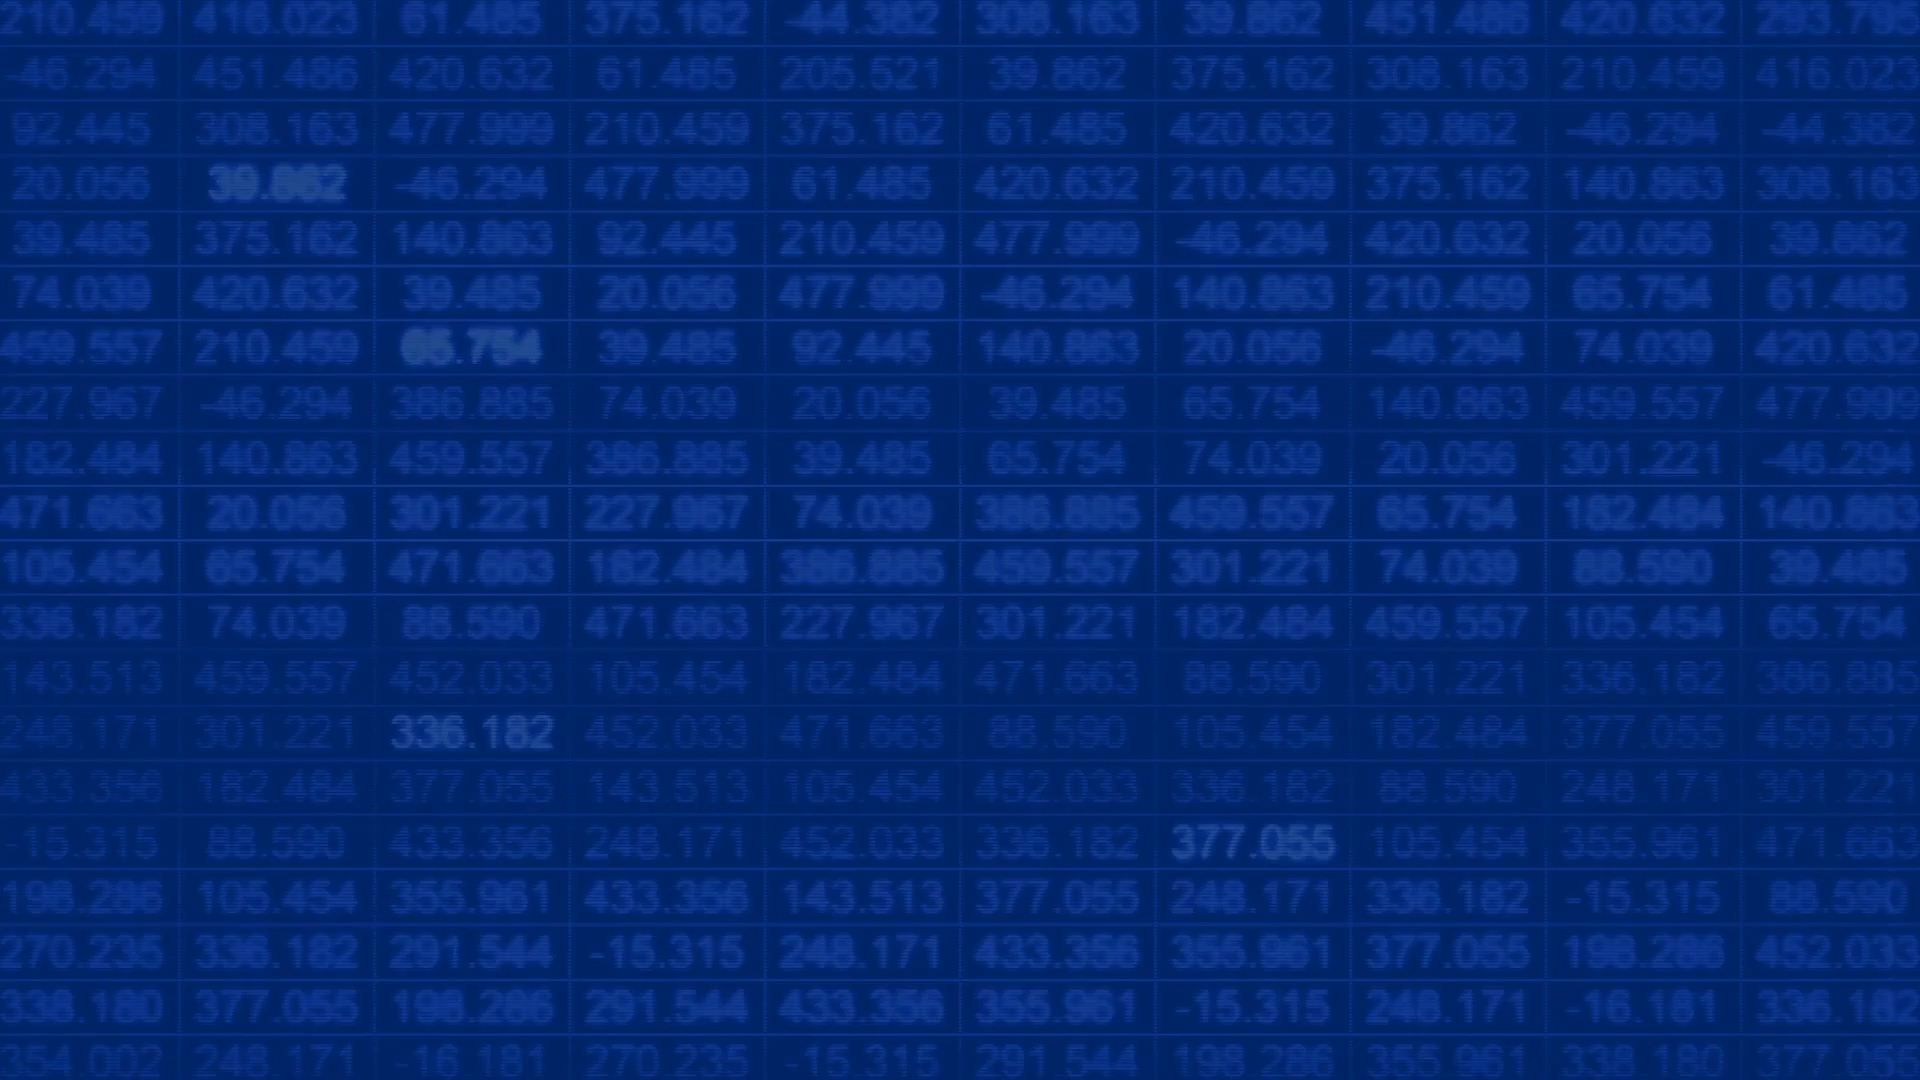 210.459 416.023 61.485 375.162 -44.382 308.163 39.862 451.486 420.632 293.795
-46.294 451.486 420.632 61.485 205.521 39.862 375.162 308.163 210.459 416.023
92.445 308.163 477.999 210.459 375.162 61.485 420.632 39.862 -46.294 -44.382
20.056 39.862 -46.294 477.999 61.485 420.632 210.459 375.162 140.863 308.163
39.485 375.162 140.863 92.445 210.459 477.999 -46.294 420.632 20.056 39.862
74.039 420.632 39.485 20.056 477.999 -46.294 140.863 210.459 65.754 61.485
459.557 210.459 65.754 39.485 92.445 140.863 20.056 -46.294 74.039 420.632
227.967 -46.294 386.885 74.039 20.056 39.485 65.754 140.863 459.557 477.999
182.484 140.863 459.557 386.885 39.485 65.754 74.039 20.056 301.221 -46.294
471.663 20.056 301.221 227.967 74.039 386.885 459.557 65.754 182.484 140.863
105.454 65.754 471.663 182.484 386.885 459.557 301.221 74.039 88.590 39.485
336.182 74.039 88.590 471.663 227.967 301.221 182.484 459.557 105.454 65.754
143.513 459.557 452.033 105.454 182.484 471.663 88.590 301.221 336.182 386.885
248.171 301.221 336.182 452.033 471.663 88.590 105.454 182.484 377.055 459.557
433.356 182.484 377.055 143.513 105.454 452.033 336.182 88.590 248.171 301.221
-15.315 88.590 433.356 248.171 452.033 336.182 377.055 105.454 355.961 471.663
198.286 105.454 355.961 433.356 143.513 377.055 248.171 336.182 -15.315 88.590
270.235 336.182 291.544 -15.315 248.171 433.356 355.961 377.055 198.286 452.033
338.180 377.055 198.286 291.544 433.356 355.961 -15.315 248.171 -16.181 336.182
354.002 248.171 -16.181 270.235 -15.315 291.544 198.286 355.961 338.180 377.055